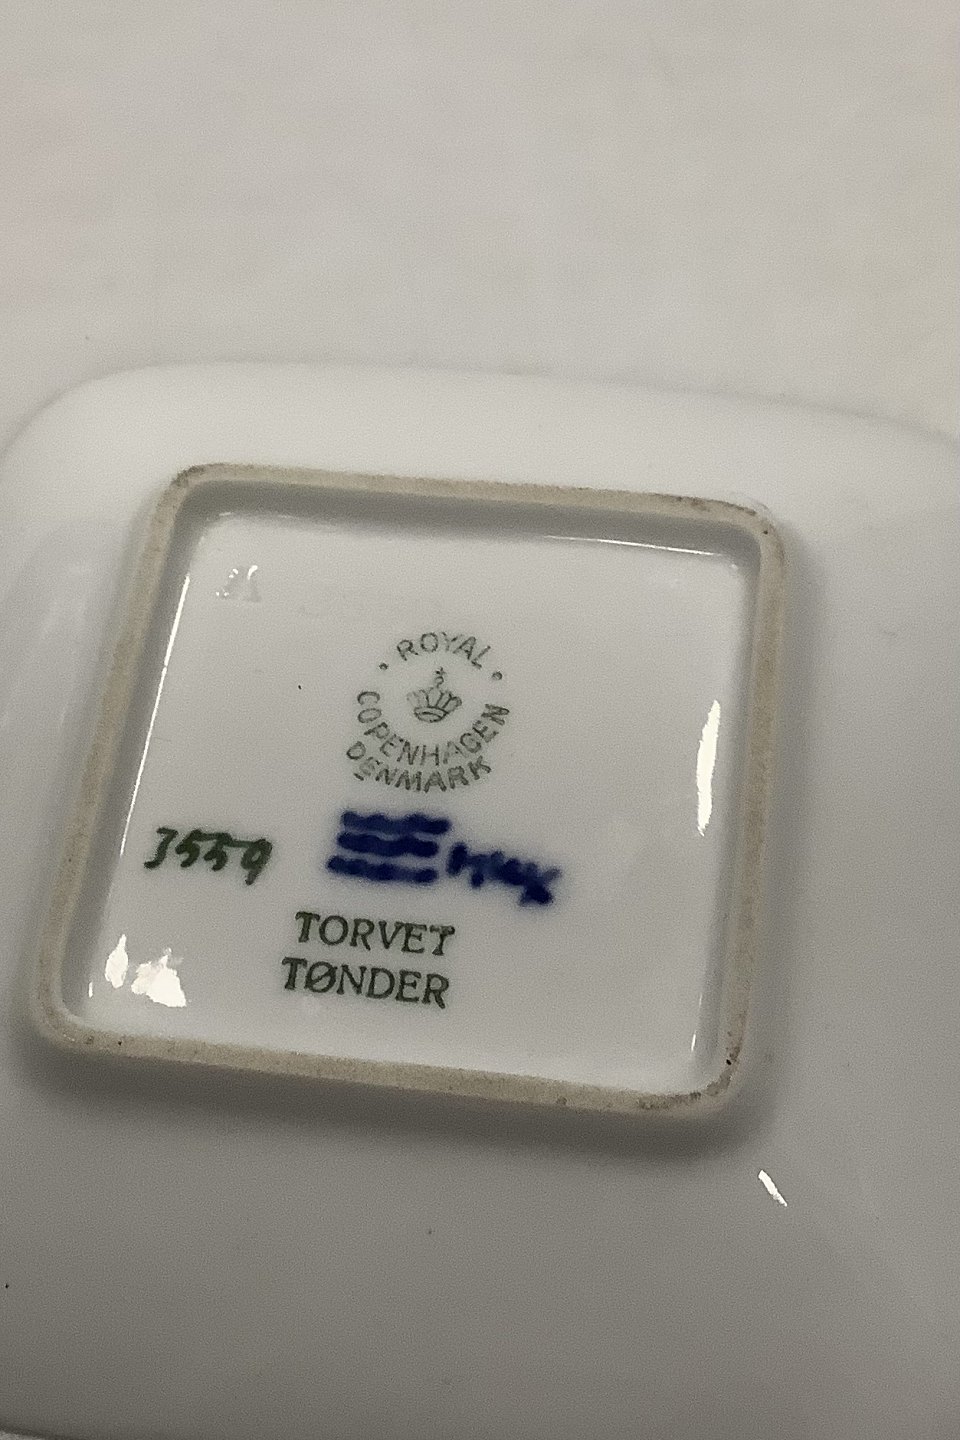 ROYAL
COPENHAGEN
DENMARK
3559
TORVET
TØNDER